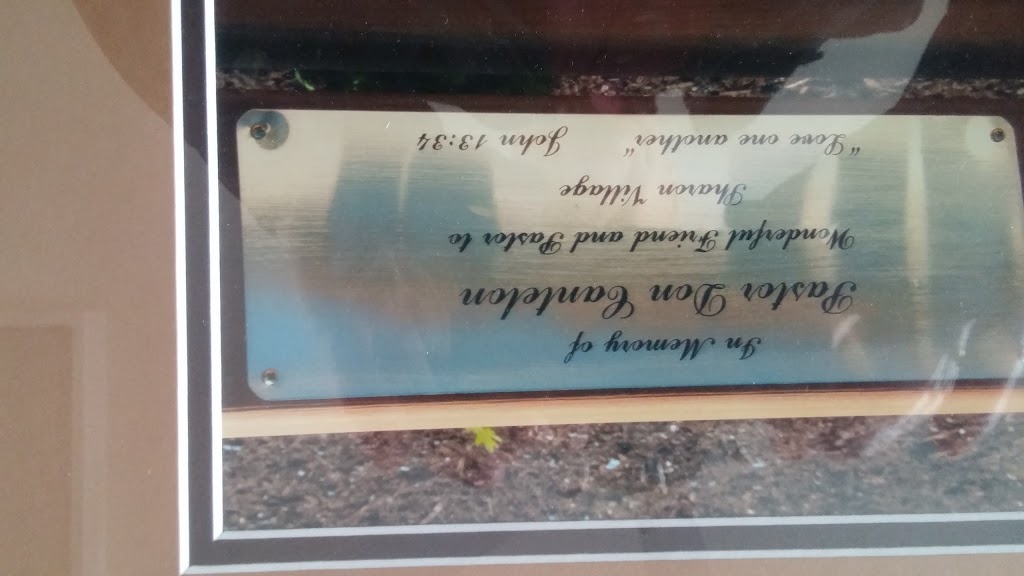 In Memory of
Pastor Don Cantelon
Wonderful Friend and Pastor to
Sharon Village
"Love one another" John 13:34